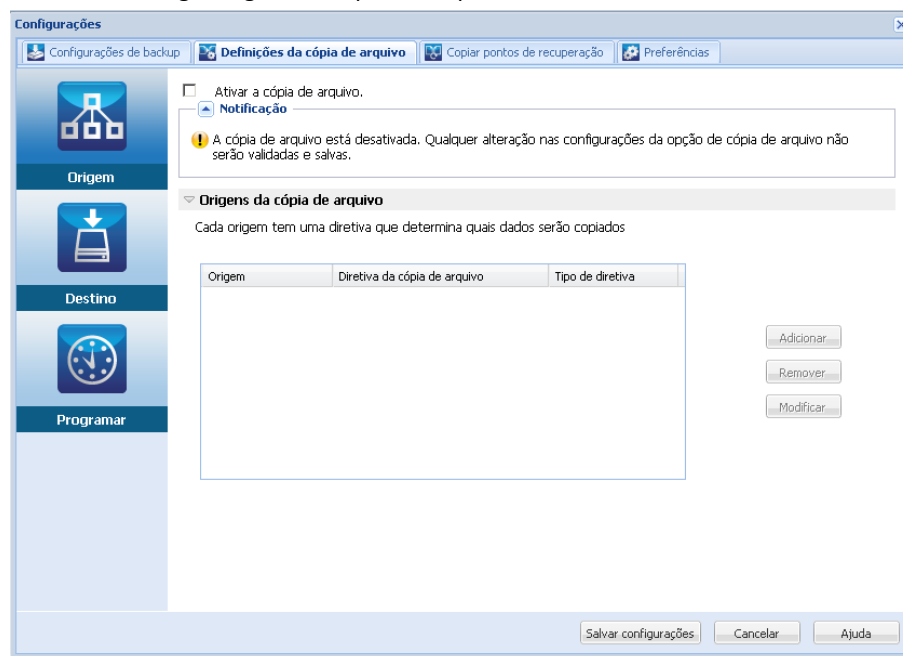 Configurações
Configurações de backup
Definições da cópia de arquivo
Copiar pontos de recuperação
Preferências
Origem
Destino
Programar
Ativar a cópia de arquivo.
Notificação
A cópia de arquivo está desativada. Qualquer alteração nas configurações da opção de cópia de arquivo não
serão validadas e salvas.
Origens da cópia de arquivo
Cada origem tem uma diretiva que determina quais dados serão copiados
Origem
Diretiva da cópia de arquivo
Tipo de diretiva
Adicionar
Remover
Modificar
Salvar configurações
Cancelar
Ajuda